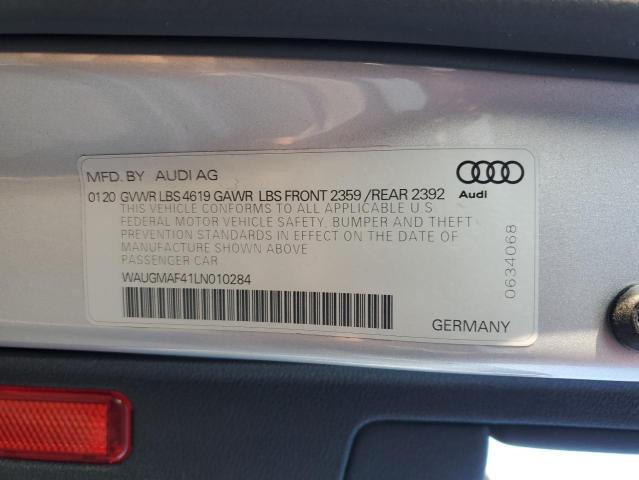 MFD. BY AUDI AG
Audi
01 20 GVWR LBS 4619 GAWR LBS FRONT 2359 /REAR 2392
THIS VEHICLE CONFORMS TO ALL APPLICABLE U.S.
FEDERAL MOTOR VEHICLE SAFETY, BUMPER AND THEFT
PREVENTION STANDARDS IN EFFECT ON THE DATE OF
MANUFACTURE SHOWN ABOVE
PASSENGER CAR
WAUGMAF41LN010284
0634068
GERMANY